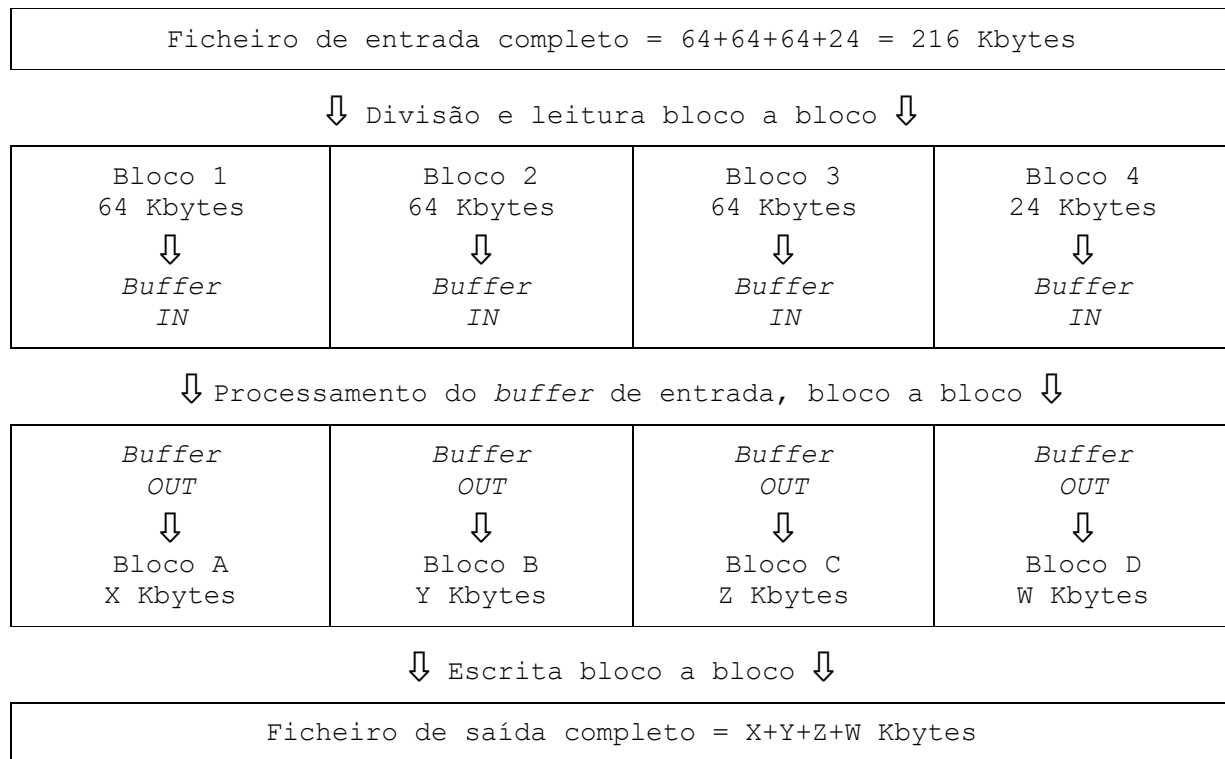 Ficheiro de entrada completo = 64+64+64+24 = 216 Kbytes
⇩ Divisão e leitura bloco a bloco ⇩
Bloco 1
64 Kbytes
⇩
Buffer
IN
Bloco 2
64 Kbytes
⇩
Buffer
IN
Bloco 3
64 Kbytes
⇩
Buffer
IN
Bloco 4
24 Kbytes
⇩
Buffer
IN
⇩ Processamento do buffer de entrada, bloco a bloco ⇩
Buffer
OUT
⇩
Bloco A
X Kbytes
Buffer
OUT
⇩
Bloco B
Y Kbytes
Buffer
OUT
⇩
Bloco C
Z Kbytes
Buffer
OUT
⇩
Bloco D
W Kbytes
⇩ Escrita bloco a bloco ⇩
Ficheiro de saída completo = X+Y+Z+W Kbytes